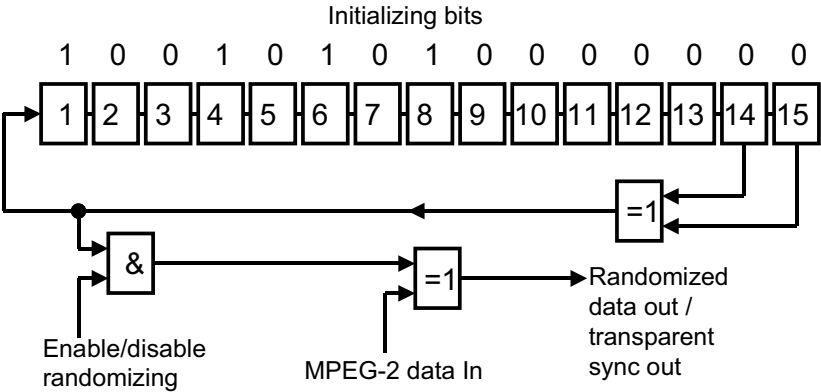 Initializing bits
1 0 0 1 0 1 0 1 0 0 0 0 0 0 0
1 2 3 4 5 6 7 8 9 10 11 12 13 14 15
=1
&
=1
Randomized
data out /
transparent
sync out
Enable/disable
randomizing
MPEG-2 data In